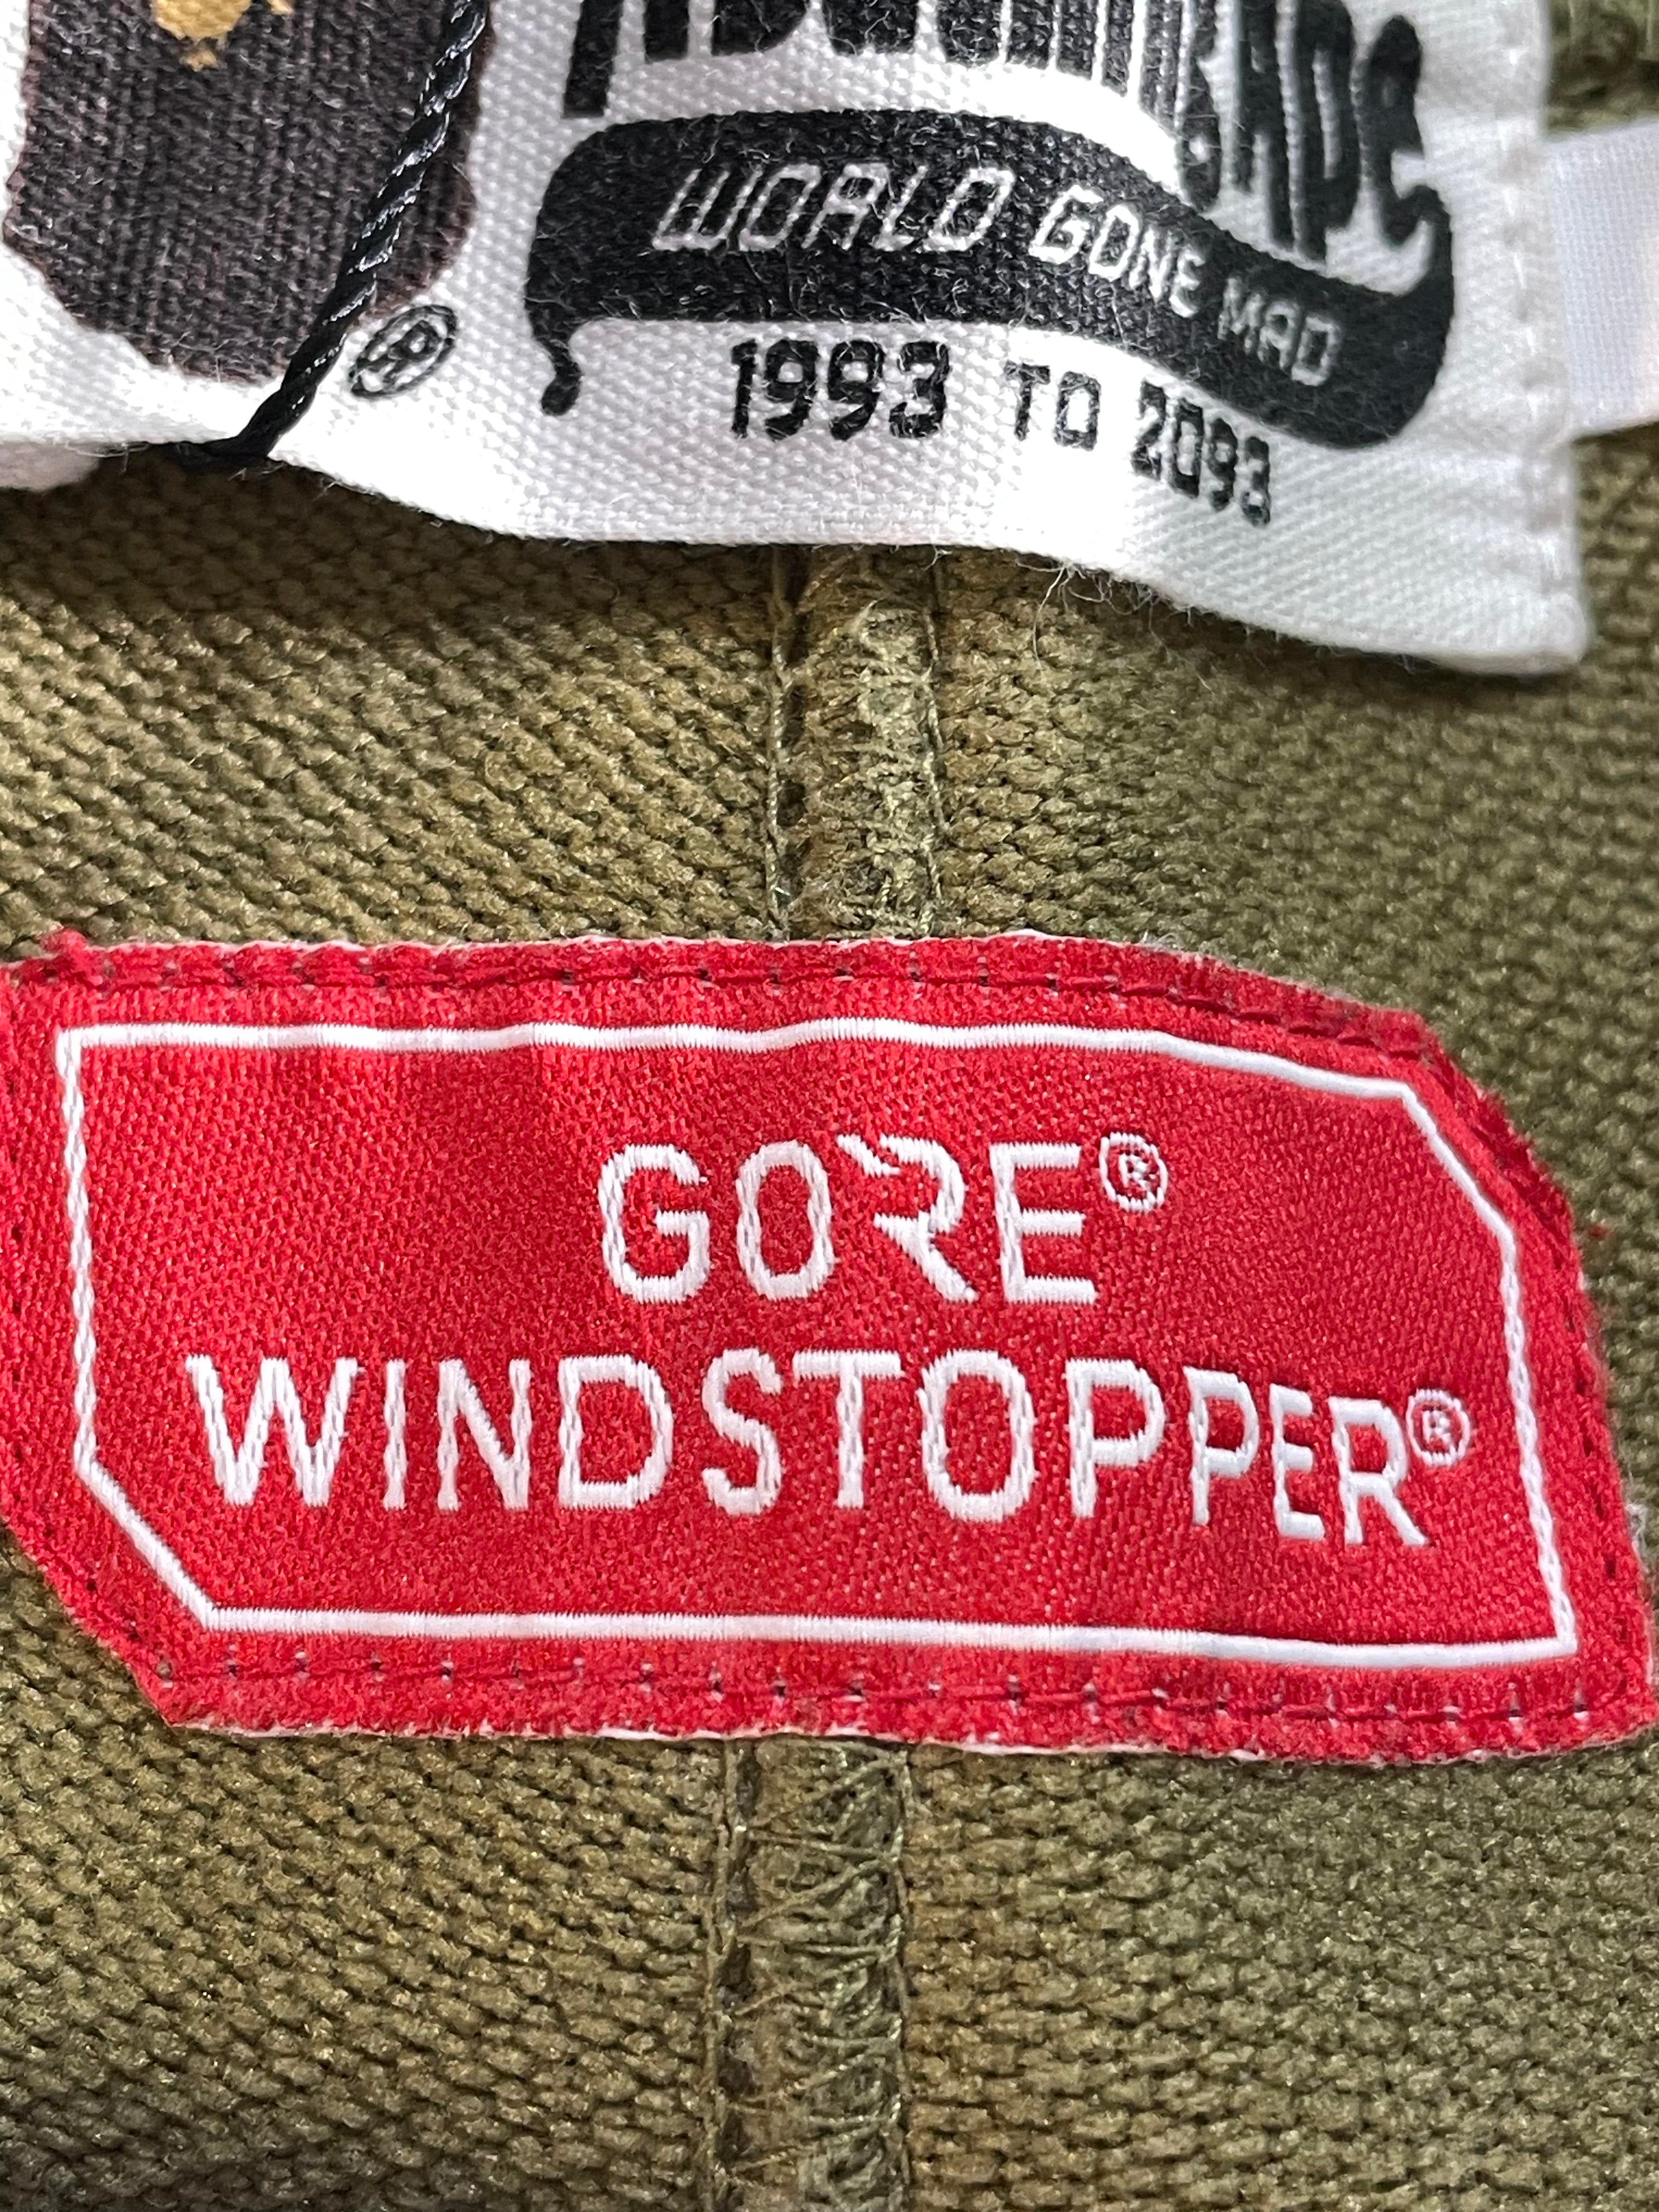 WORLD GONE MAD
®
1993 TO 2093
GORE®
WINDSTOPPER®